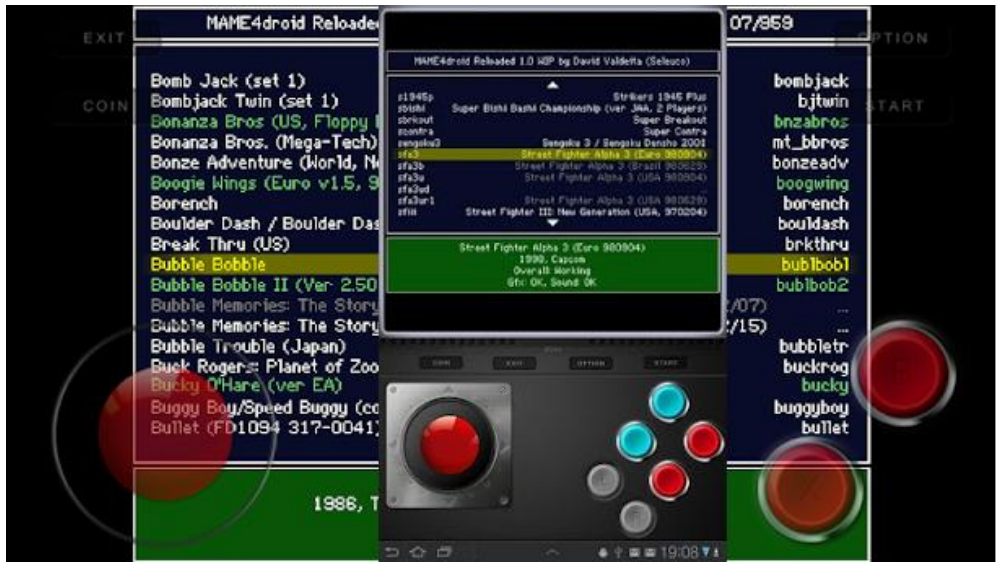 MAME4droid Reloade
07/959
EXIT
OPTION
COIN
START
Bomb Jack (set 1)
bombjack
Bombjack Twin (set 1)
bjtwin
Bonanza Bros (US, Floppy
bnzabros
Bonanza Bros. (Mega-Tech)
mt_bbros
Bonze Adventure (World, N
bonzeadv
Boogie Wings (Euro v1.5, 9
boogwing
Borench
borench
Boulder Dash / Boulder Das
bouldash
Break Thru (US)
brkthru
Bubble Bobble
bublbobl
Bubble Bobble II (Ver 2.50
bublbob2
Bubble Memories: The Story
/07)
...
Bubble Memories: The Story
/15)
...
Bubble Trouble (Japan)
bubbletr
Buck Rogers: Planet of Zoo
buckrog
Bucky O'Hare (ver EA)
bucky
Buggy Boy/Speed Buggy (co
buggyboy
Bullet (FD1094 317-0041)
bullet
1986, T
MAME4droid Reloaded 1.0 WIP by David Valdeita (Seleuco)
s1945p Strikers 1945 Plus
sbishi Super Bishi Bashi Championship (ver JAA, 2 Players)
sbrkout Super Breakout
scontra Super Contra
sengoku3 Sengoku 3 / Sengoku Densho 2001
sfa3 Street Fighter Alpha 3 (Euro 980904)
sfa3b Street Fighter Alpha 3 (Brazil 980629)
sfa3u Street Fighter Alpha 3 (USA 980904)
sfa3ud ...
sfa3ur1 Street Fighter Alpha 3 (USA 980629)
sfiii Street Fighter III: New Generation (USA, 970204)
Street Fighter Alpha 3 (Euro 980904)
1998, Capcom
Overall Working
Gfx: OK, Sound OK
COIN
EXIT
OPTION
START
19:08